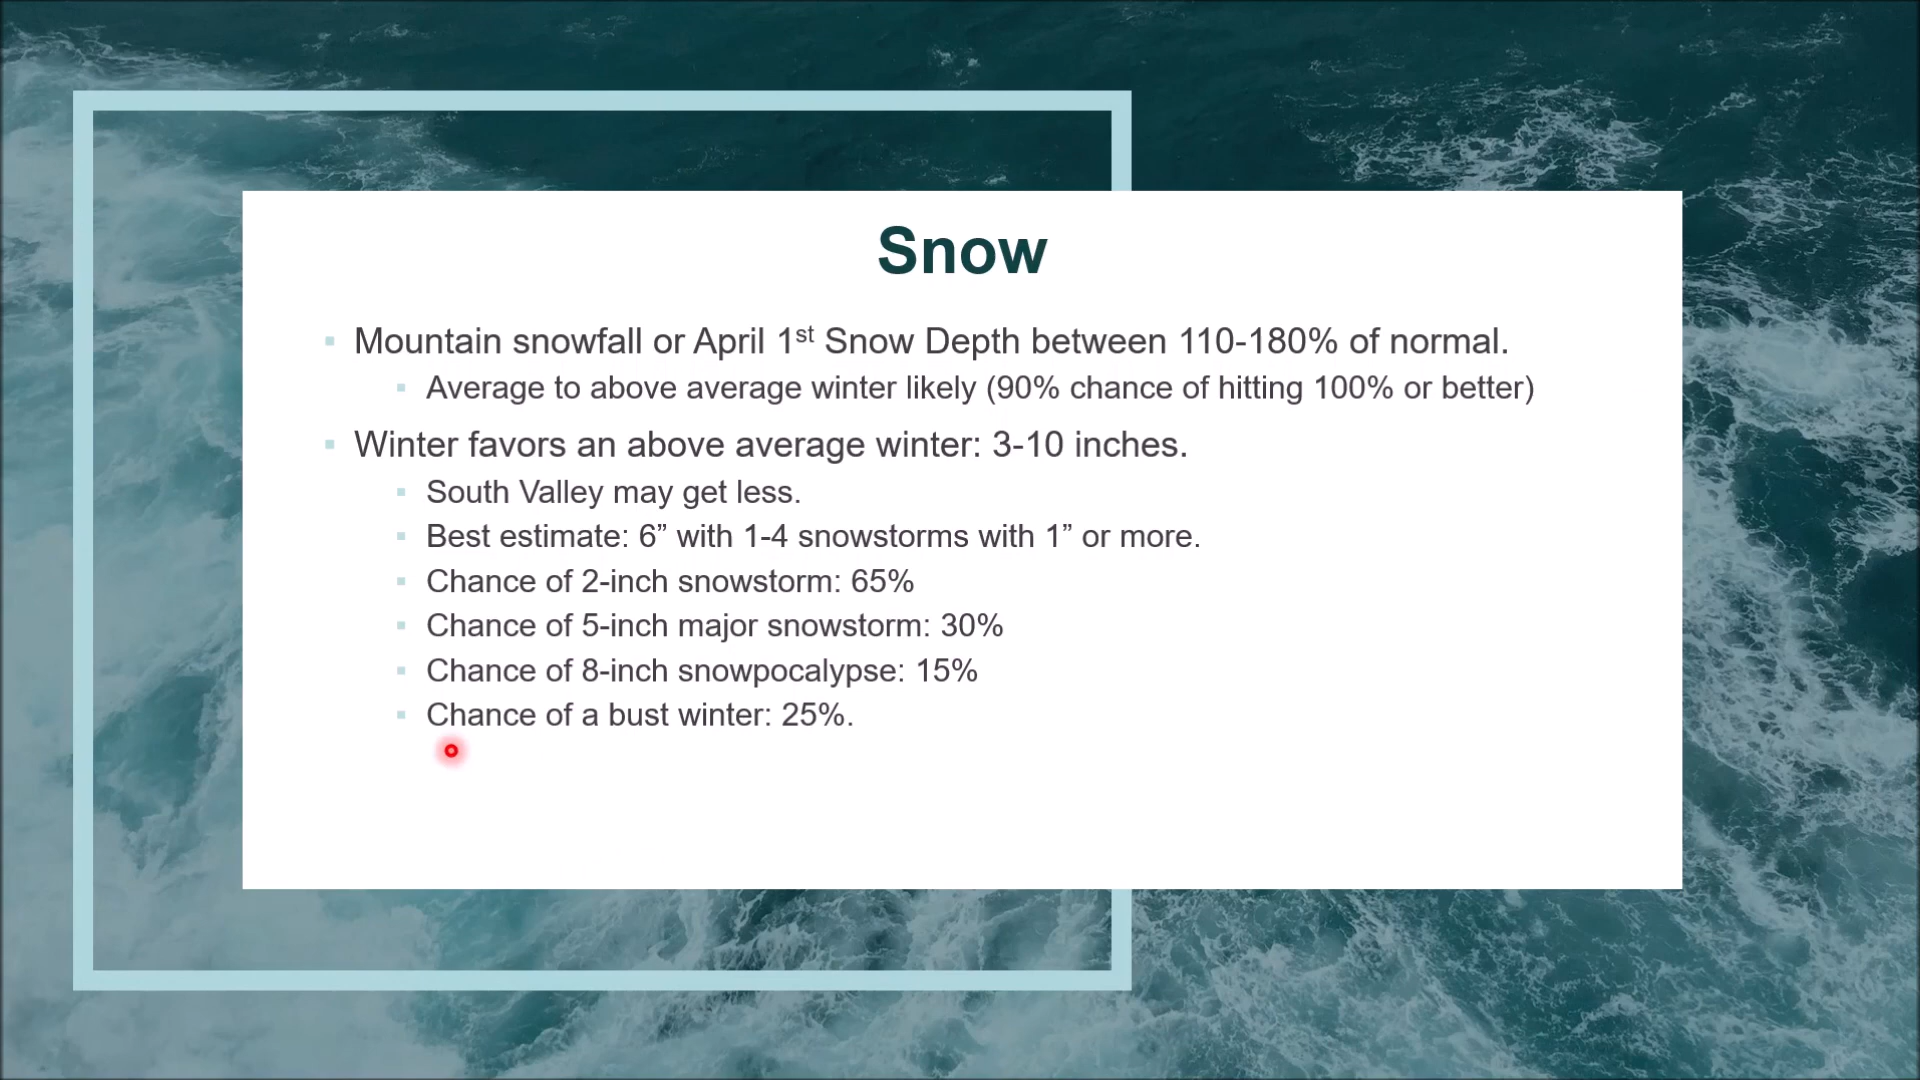 Snow
Mountain snowfall or April 1st Snow Depth between 110-180% of normal.
Average to above average winter likely (90% chance of hitting 100% or better)
Winter favors an above average winter: 3-10 inches.
South Valley may get less.
Best estimate: 6” with 1-4 snowstorms with 1” or more.
Chance of 2-inch snowstorm: 65%
Chance of 5-inch major snowstorm: 30%
Chance of 8-inch snowpocalypse: 15%
Chance of a bust winter: 25%.